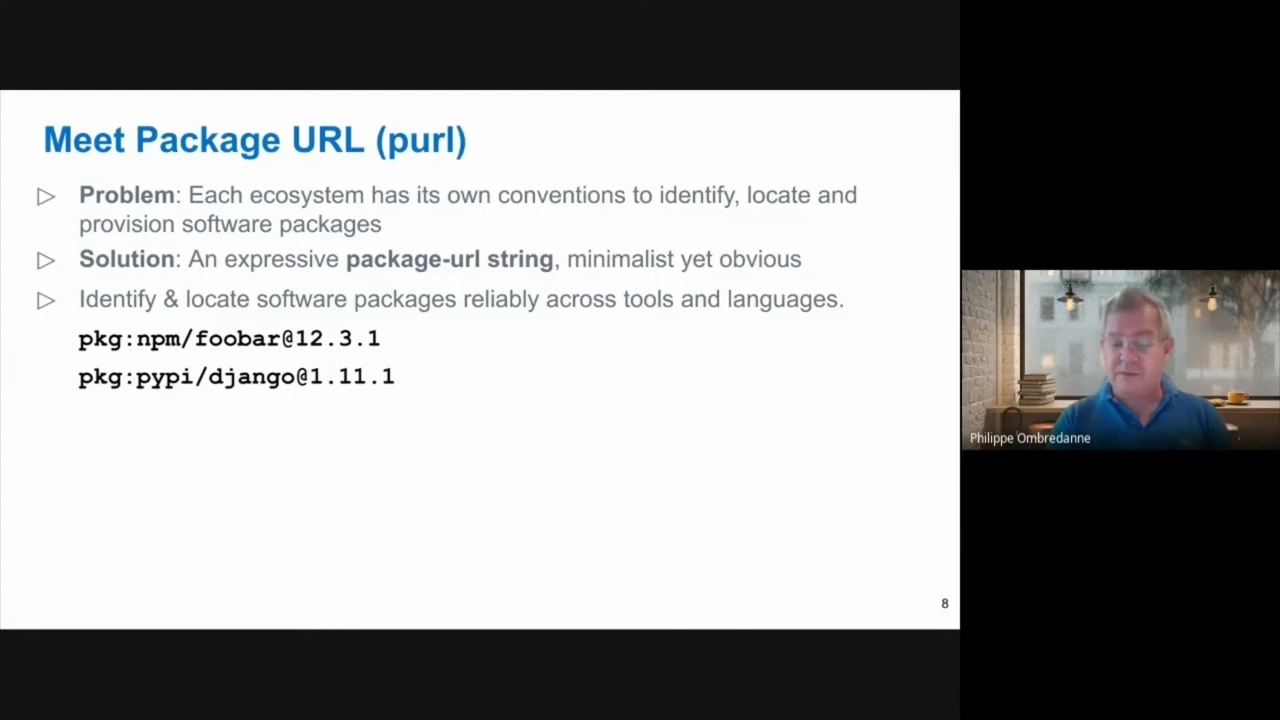 Meet Package URL (purl)
▷ Problem: Each ecosystem has its own conventions to identify, locate and
provision software packages
▷ Solution: An expressive package-url string, minimalist yet obvious
▷ Identify & locate software packages reliably across tools and languages.
pkg:npm/foobar@12.3.1
pkg:pypi/django@1.11.1
8
Philippe Ombredanne